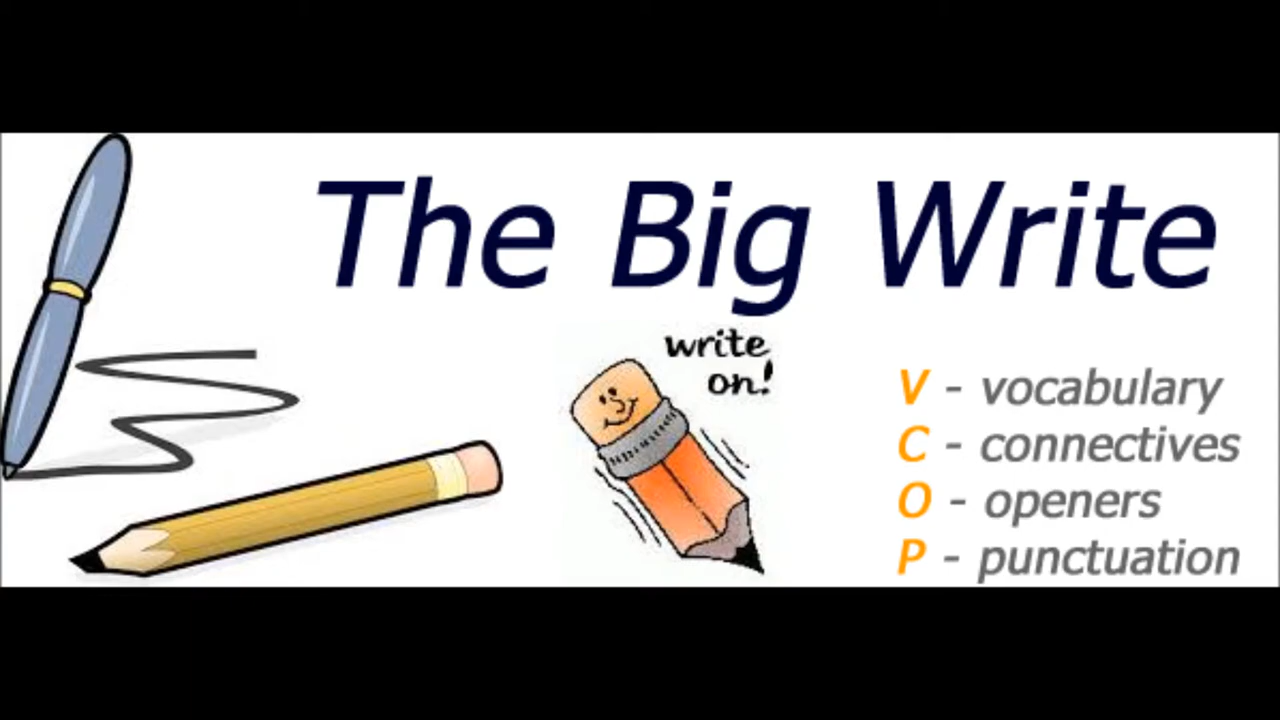 The Big Write
write
on!
V - vocabulary
C - connectives
O - openers
P - punctuation